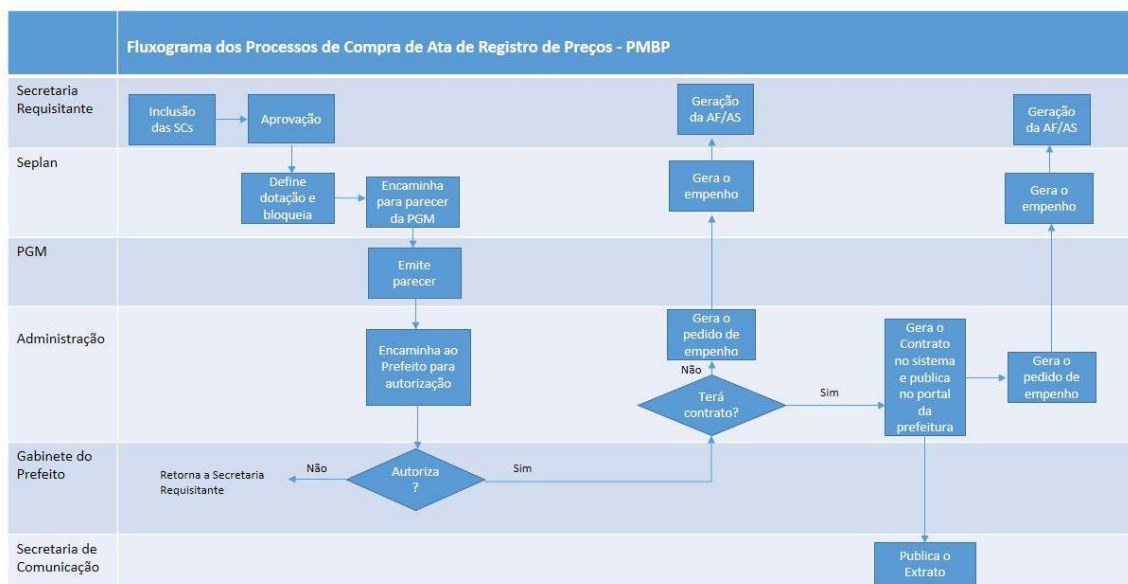 Fluxograma dos Processos de Compra de Ata de Registro de Preços - PMBP
Secretaria
Requisitante
Inclusão
das SCs
Aprovação
Geração
da AF/AS
Geração
da AF/AS
Seplan
Define
dotação e
bloqueia
Encaminha
para parecer
da PGM
Gera o
empenho
Gera o
empenho
PGM
Emite
parecer
Administração
Encaminha ao
Prefeito para
autorização
Gera o
pedido de
empenho
Não
Terá
contrato?
Sim
Gera o
Contrato
no sistema
e publica
no portal
da
prefeitura
Gera o
pedido de
empenho
Gabinete do
Prefeito
Retorna a Secretaria
Requisitante
Não
Autoriza
?
Sim
Secretaria de
Comunicação
Publica o
Extrato